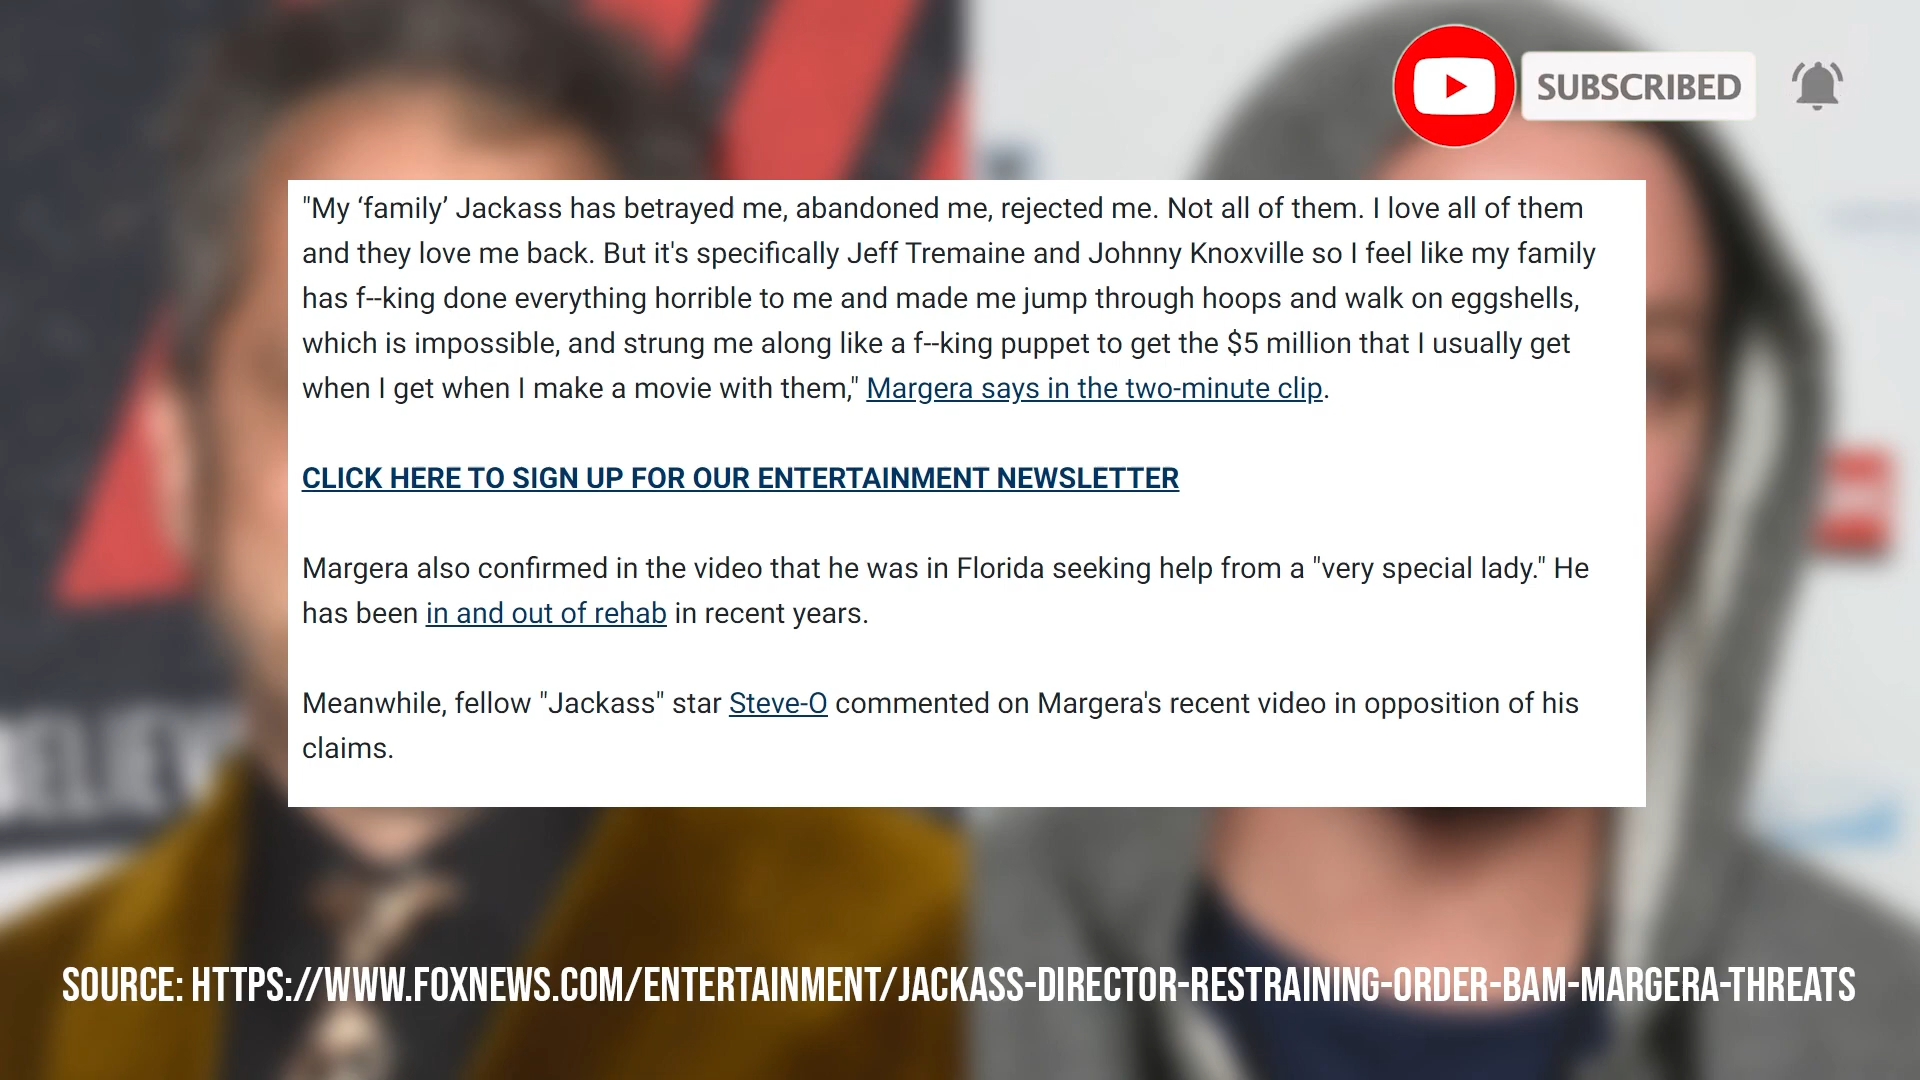 SUBSCRIBED
"My ‘family’ Jackass has betrayed me, abandoned me, rejected me. Not all of them. I love all of them
and they love me back. But it's specifically Jeff Tremaine and Johnny Knoxville so I feel like my family
has f--king done everything horrible to me and made me jump through hoops and walk on eggshells,
which is impossible, and strung me along like a f--king puppet to get the $5 million that I usually get
when I get when I make a movie with them," Margera says in the two-minute clip.
CLICK HERE TO SIGN UP FOR OUR ENTERTAINMENT NEWSLETTER
Margera also confirmed in the video that he was in Florida seeking help from a "very special lady." He
has been in and out of rehab in recent years.
Meanwhile, fellow "Jackass" star Steve-O commented on Margera's recent video in opposition of his
claims.
SOURCE: HTTPS://WWW.FOXNEWS.COM/ENTERTAINMENT/JACKASS-DIRECTOR-RESTRAINING-ORDER-BAM-MARGERA-THREATS